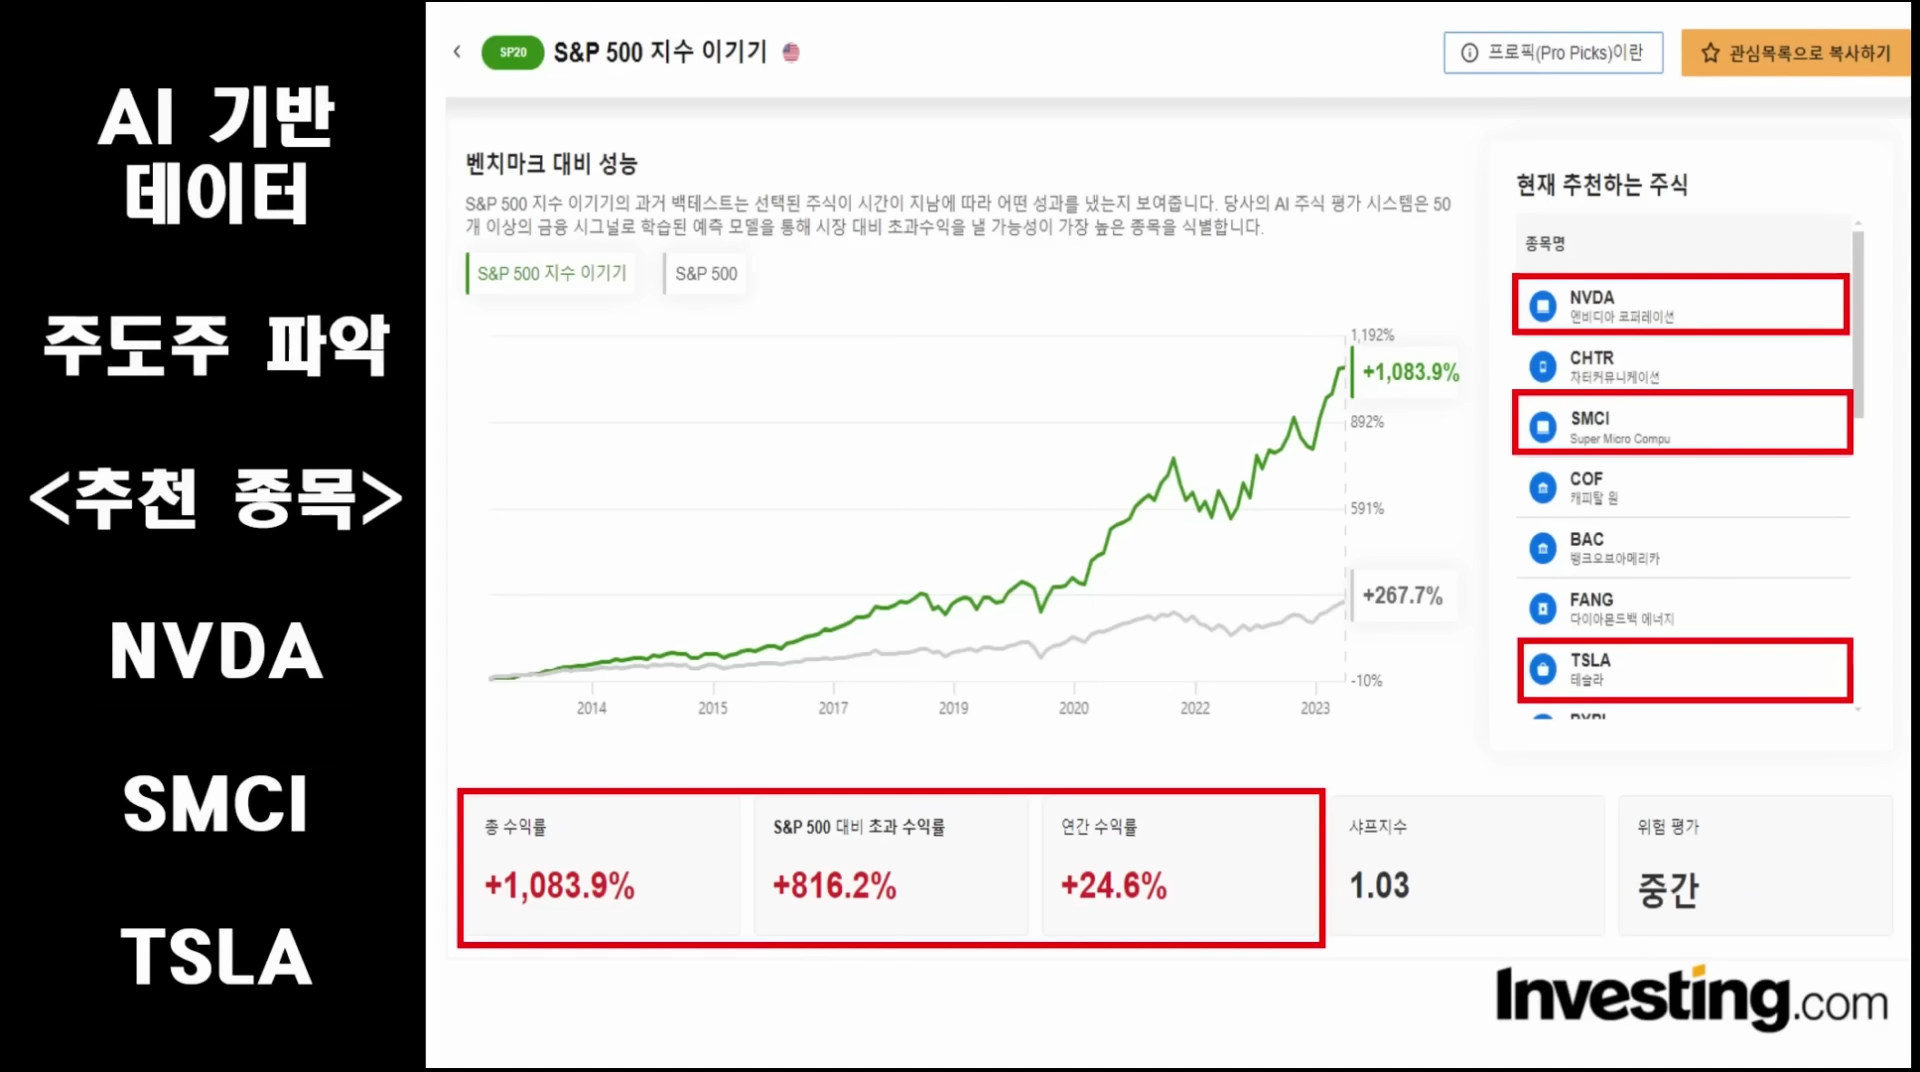 AI 기반
데이터
주도주 파악
<추천 종목>
NVDA
SMCI
TSLA
SP20
S&P 500 지수 이기기
프로픽(Pro Picks)이란
관심목록으로 복사하기
벤치마크 대비 성능
S&P 500 지수 이기기의 과거 백테스트는 선택된 주식이 시간이 지남에 따라 어떤 성과를 냈는지 보여줍니다. 당사의 AI 주식 평가 시스템은 50
개 이상의 금융 시그널로 학습된 예측 모델을 통해 시장 대비 초과수익을 낼 가능성이 가장 높은 종목을 식별합니다.
S&P 500 지수 이기기
S&P 500
1,192%
+1,083.9%
892%
591%
+267.7%
-10%
2014
2015
2017
2019
2020
2022
2023
현재 추천하는 주식
종목명
NVDA
엔비디아 코퍼레이션
CHTR
차터커뮤니케이션
SMCI
Super Micro Compu
COF
캐피탈 원
BAC
뱅크오브아메리카
FANG
다이아몬드백 에너지
TSLA
테슬라
총 수익률
+1,083.9%
S&P 500 대비 초과 수익률
+816.2%
연간 수익률
+24.6%
샤프지수
1.03
위험 평가
중간
Investing.com